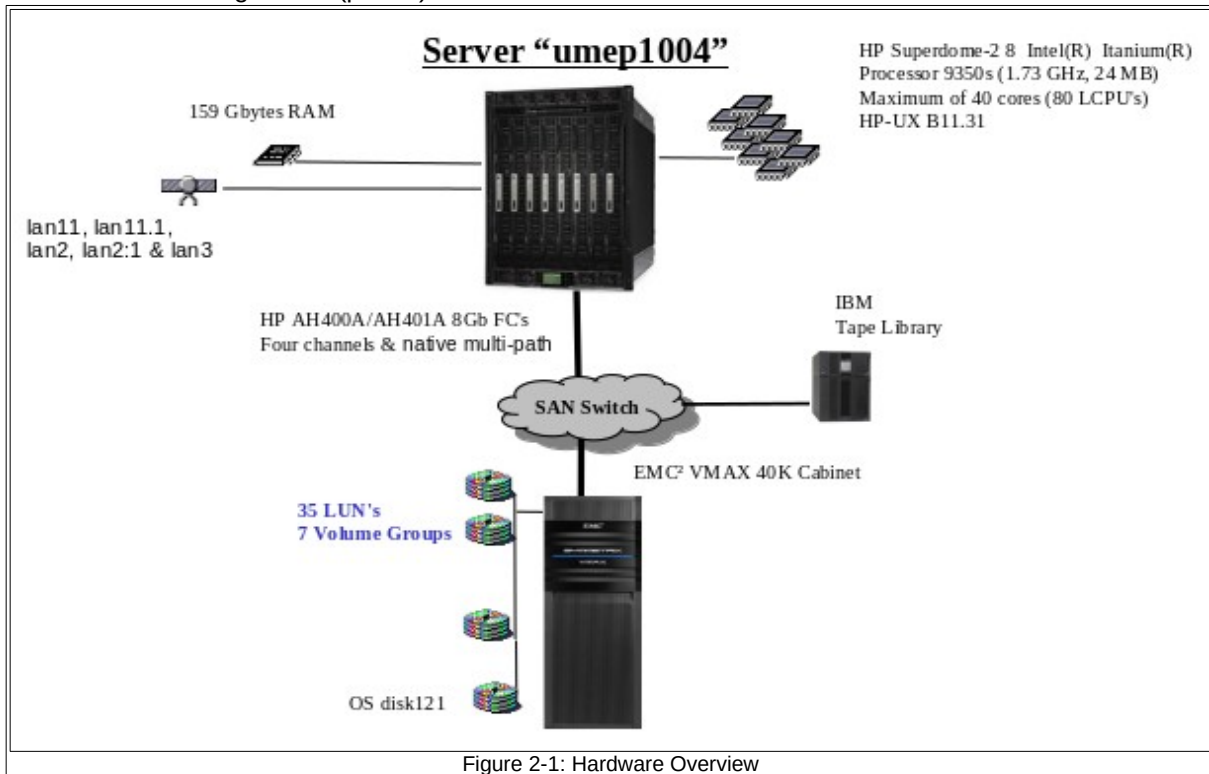 Server “umep1004”
HP Superdome-2 8 Intel(R) Itanium(R)
Processor 9350s (1.73 GHz, 24 MB)
Maximum of 40 cores (80 LCPU's)
HP-UX B11.31
159 Gbytes RAM
lan11, lan11.1,
lan2, lan2:1 & lan3
HP AH400A/AH401A 8Gb FC's
Four channels & native multi-path
IBM
Tape Library
SAN Switch
EMC² VMAX 40K Cabinet
35 LUN's
7 Volume Groups
EMC²
OS disk121
Figure 2-1: Hardware Overview